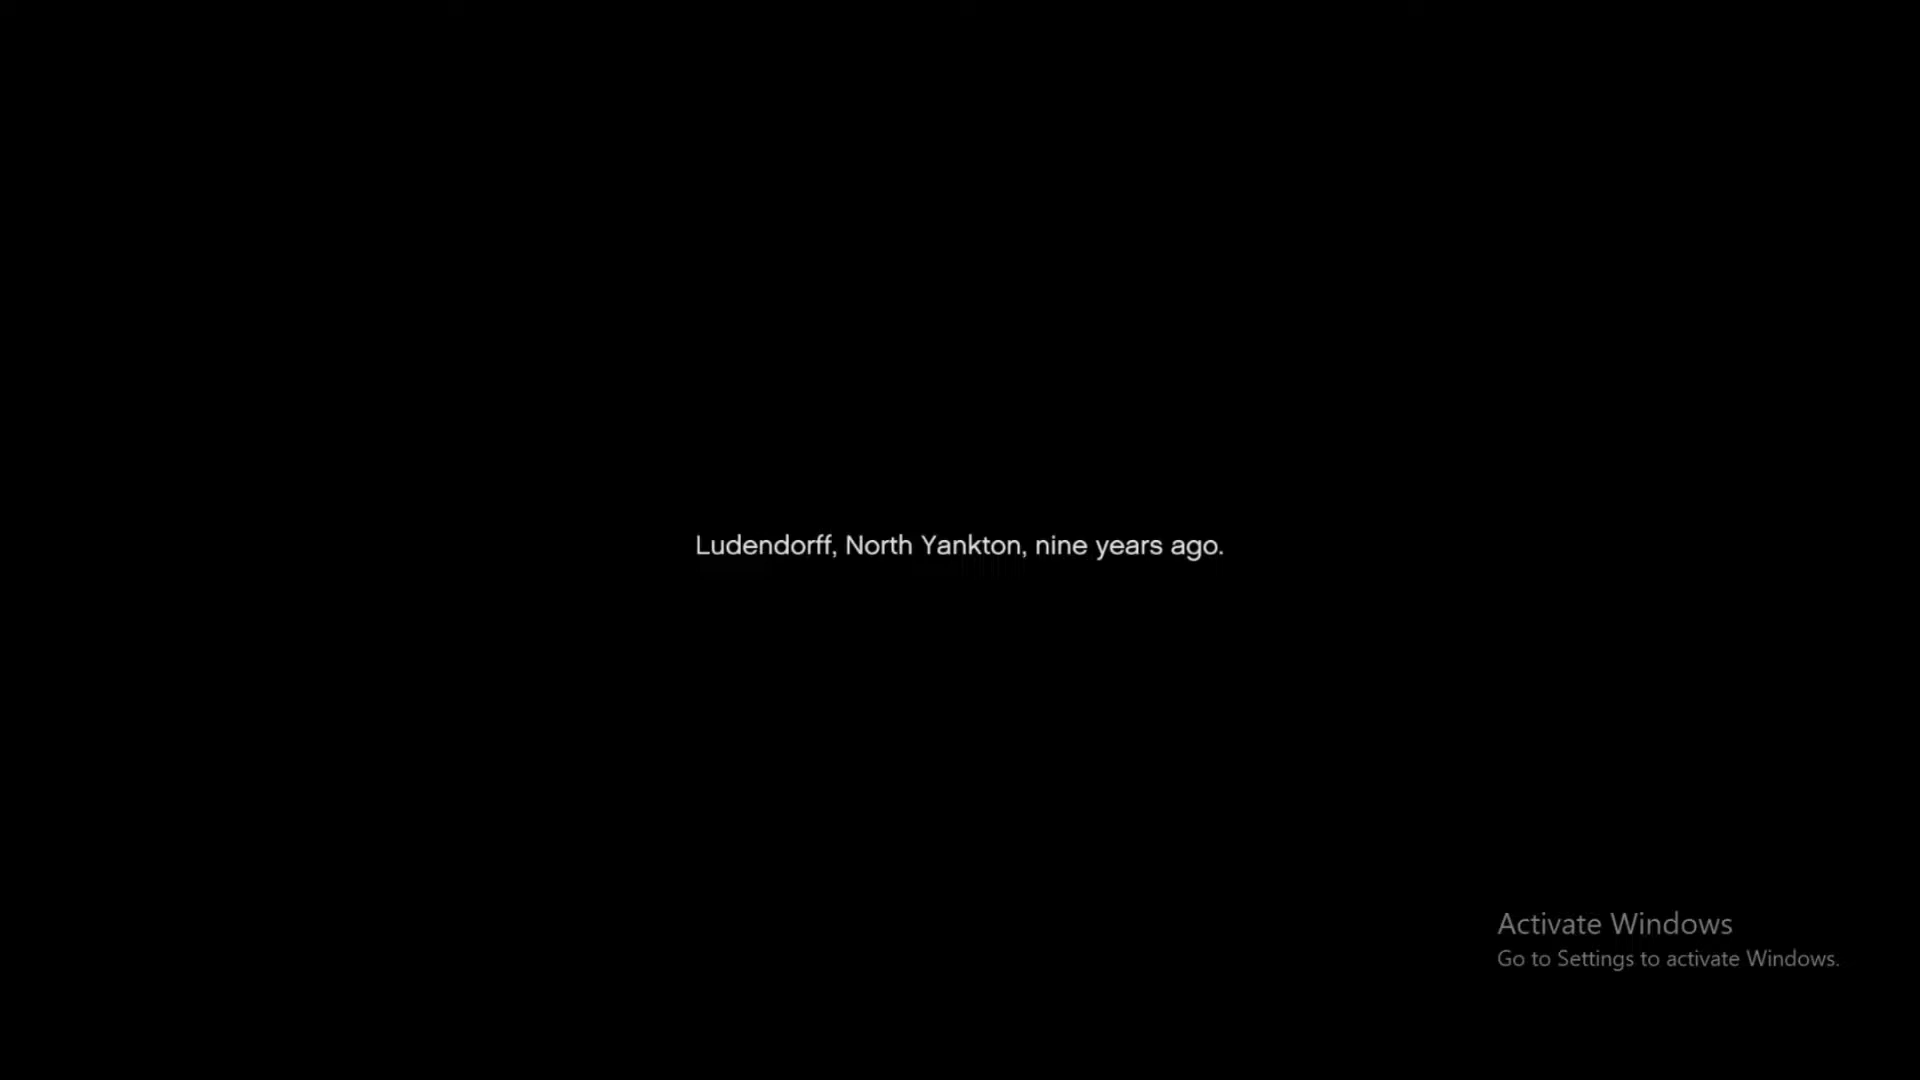 Ludendorff, North Yankton, nine years ago.
Activate Windows
Go to Settings to activate Windows.